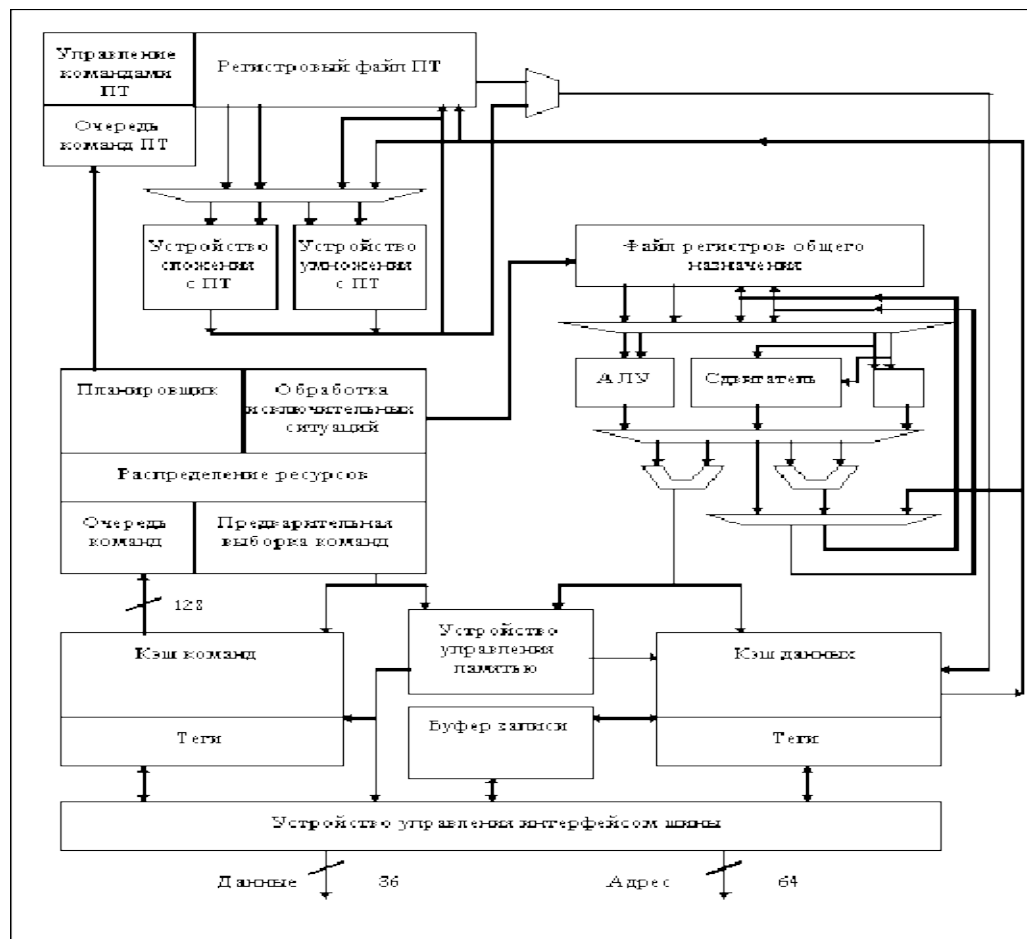 Управление
командами
ПТ
Регистровый файл ПТ
Очередь
команд ПТ
Устройство
сложения
с ПТ
Устройство
умножения
с ПТ
Файл регистров общего
назначения
АЛУ
Сдвигатель
Планировщик
Обработка
исключительных
ситуаций
Распределение ресурсов
Очередь
команд
Предварительная
выборка команд
128
Кэш команд
Устройство
управления
памятью
Кэш данных
Буфер записи
Теги
Теги
Устройство управления интерфейсом шины
Данные
36
Адрес
64